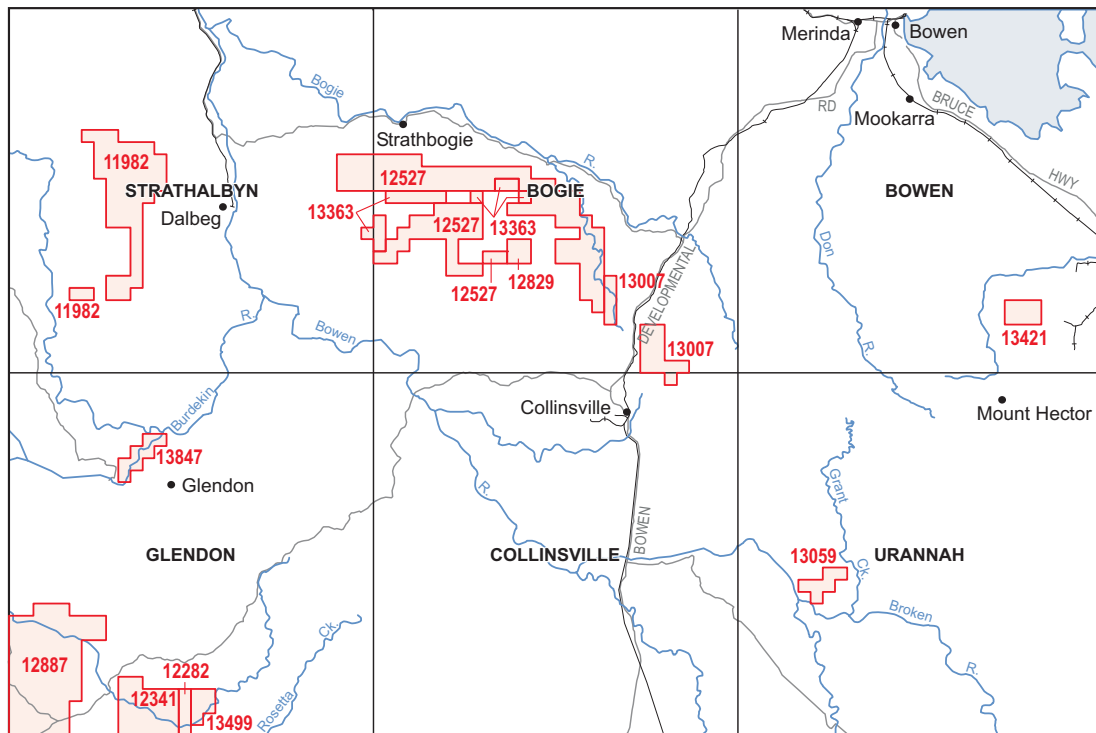 Merinda
Bowen
Bogie
RD
BRUCE
Mookarra
HWY
Strathbogie
R.
11982
STRATHALBYN
Dalbeg
12527
BOGIE
BOWEN
13363
13363
12527
12527
12829
13007
DEVELOPMENTAL
Don
R.
11982
R.
Bowen
13007
13421
Burdekin
Collinsville
Mount Hector
13847
Glendon
R.
Grant
Ck.
GLENDON
COLLINSVILLE
BOWEN
13059
URANNAH
Broken
R.
Ck.
Rosetta
12887
12282
12341
13499